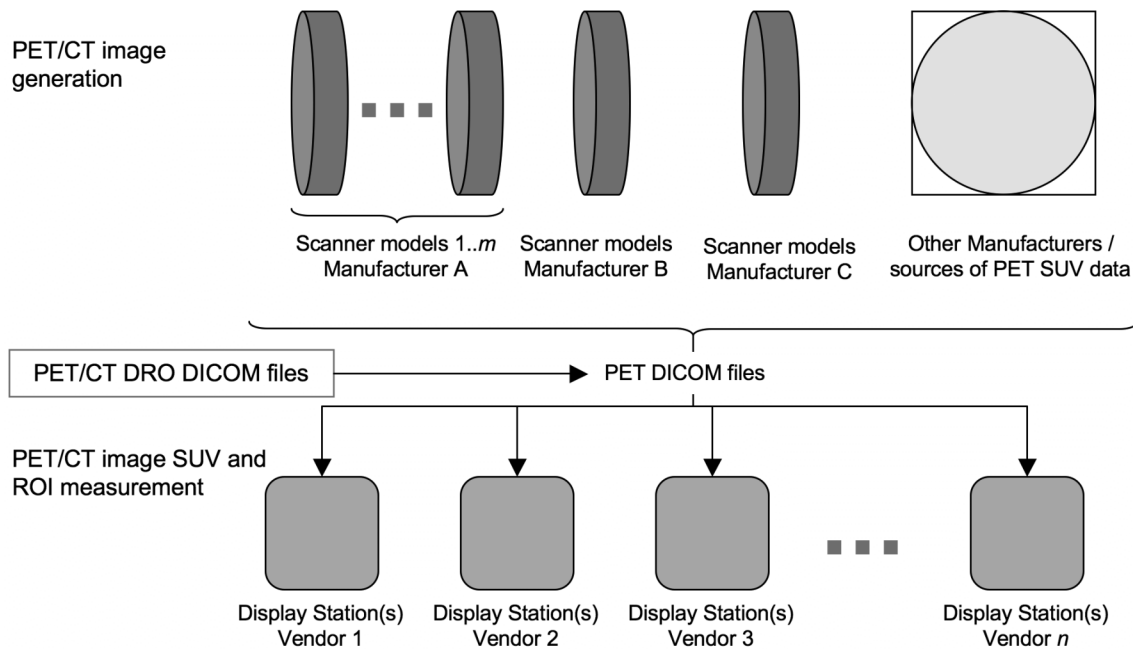 PET/CT image
generation
Scanner models 1..m
Manufacturer A
Scanner models
Manufacturer B
Scanner models
Manufacturer C
Other Manufacturers /
sources of PET SUV data
PET/CT DRO DICOM files
PET DICOM files
PET/CT image SUV and
ROI measurement
Display Station(s)
Vendor 1
Display Station(s)
Vendor 2
Display Station(s)
Vendor 3
Display Station(s)
Vendor n